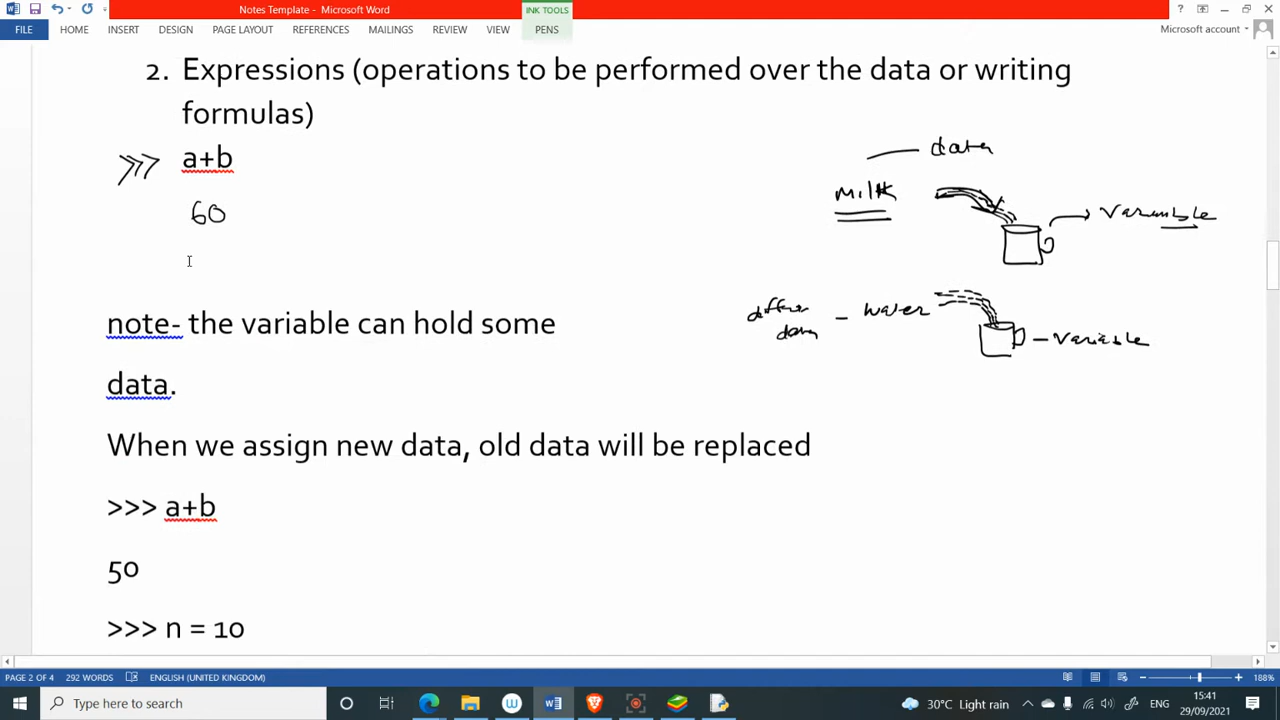 Notes Template - Microsoft Word
INK TOOLS
FILE HOME INSERT DESIGN PAGE LAYOUT REFERENCES MAILINGS REVIEW VIEW PENS
Microsoft account
2. Expressions (operations to be performed over the data or writing
formulas)
>>> a+b
60
data
milk
variable
water
variable
note- the variable can hold some
data.
When we assign new data, old data will be replaced
>>> a+b
50
>>> n = 10
PAGE 2 OF 4 292 WORDS ENGLISH (UNITED KINGDOM) 188%
Type here to search
30°C Light rain
ENG
15:41
29/09/2021